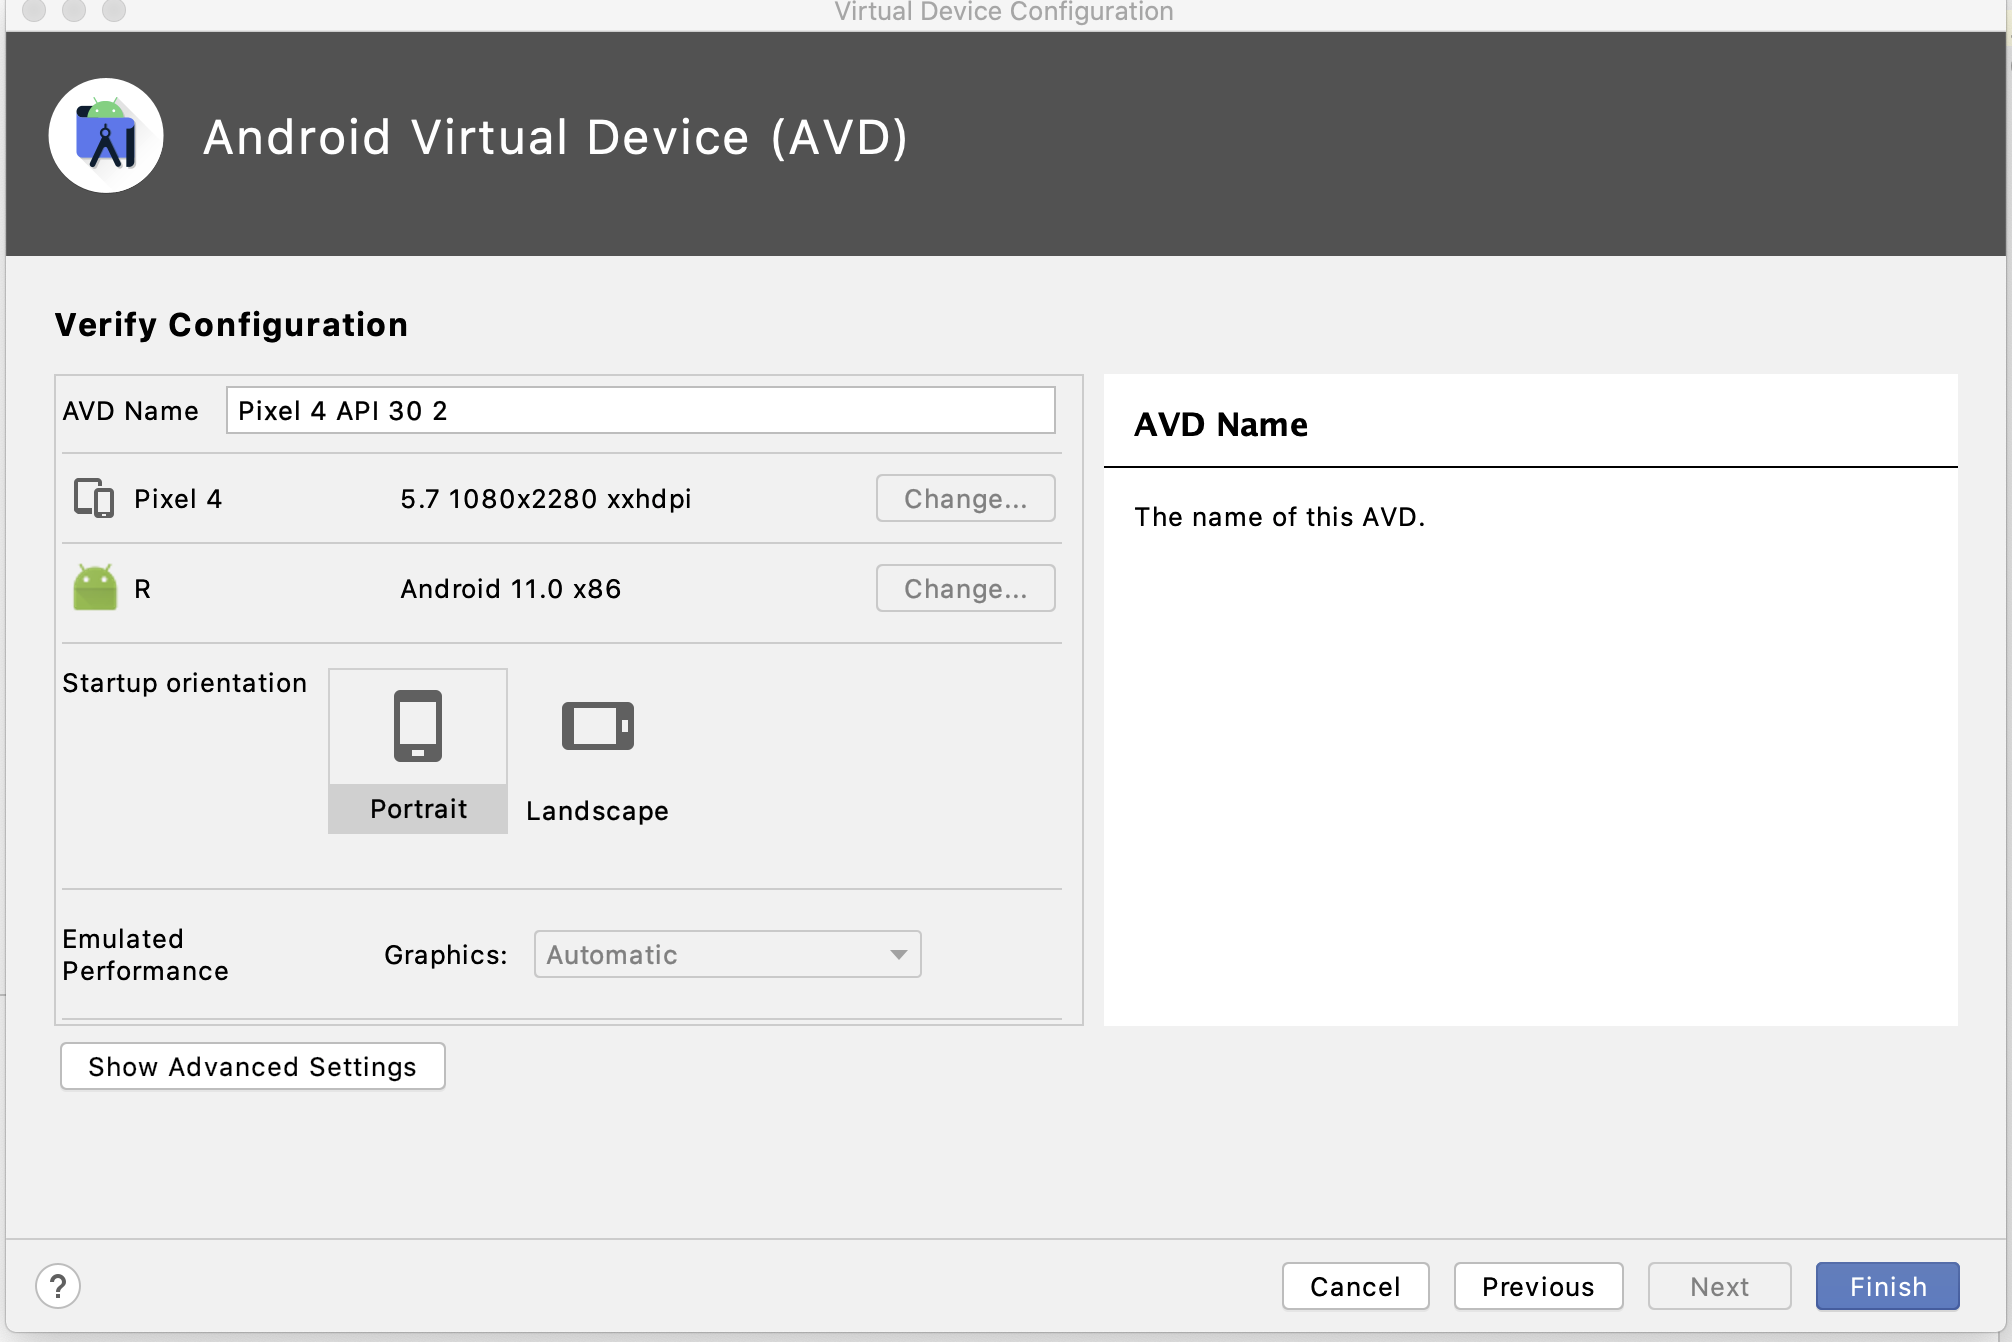 Virtual Device Configuration
Android Virtual Device (AVD)
Verify Configuration
AVD Name Pixel 4 API 30 2
Pixel 4 5.7 1080x2280 xxhdpi Change...
R Android 11.0 x86 Change...
Startup orientation
Portrait Landscape
Emulated
Performance
Graphics: Automatic
Show Advanced Settings
AVD Name
The name of this AVD.
? Cancel Previous Next Finish